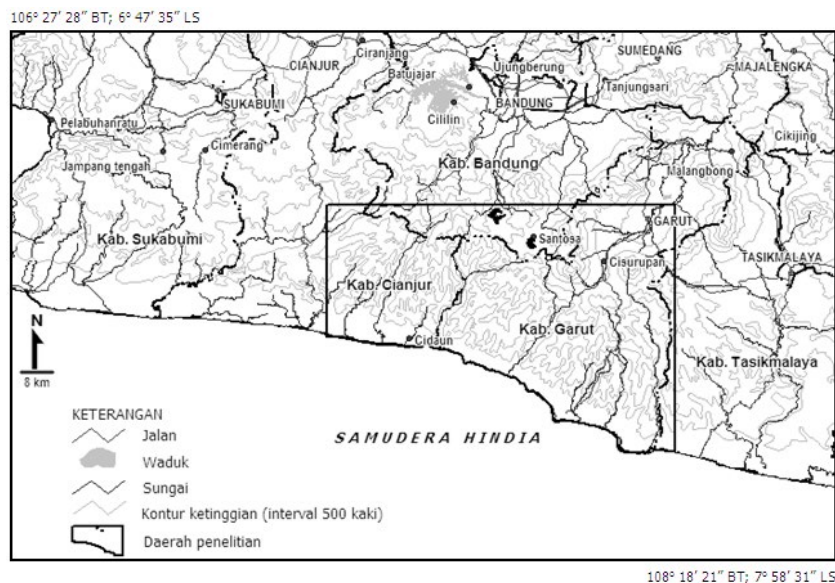 106° 27' 28" BT; 6° 47' 35" LS
CIANJUR
Ciranjang
Batujajar
Ujungberung
SUMEDANG
MAJALENGKA
SUKABUMI
BANDUNG
Tanjungsari
Pelabuhanratu
Cililin
Cikijing
Jampang tengah
Cimerang
Kab. Bandung
Malangbong
Kab. Sukabumi
Santosa
GARUT
Cisurupan
TASIKMALAYA
Kab. Cianjur
Kab. Garut
N
8 km
Cidaun
Kab. Tasikmalaya
KETERANGAN
Jalan
Waduk
Sungai
Kontur ketinggian (interval 500 kaki)
Daerah penelitian
SAMUDERA HINDIA
108° 18' 21" BT; 7° 58' 31" LS